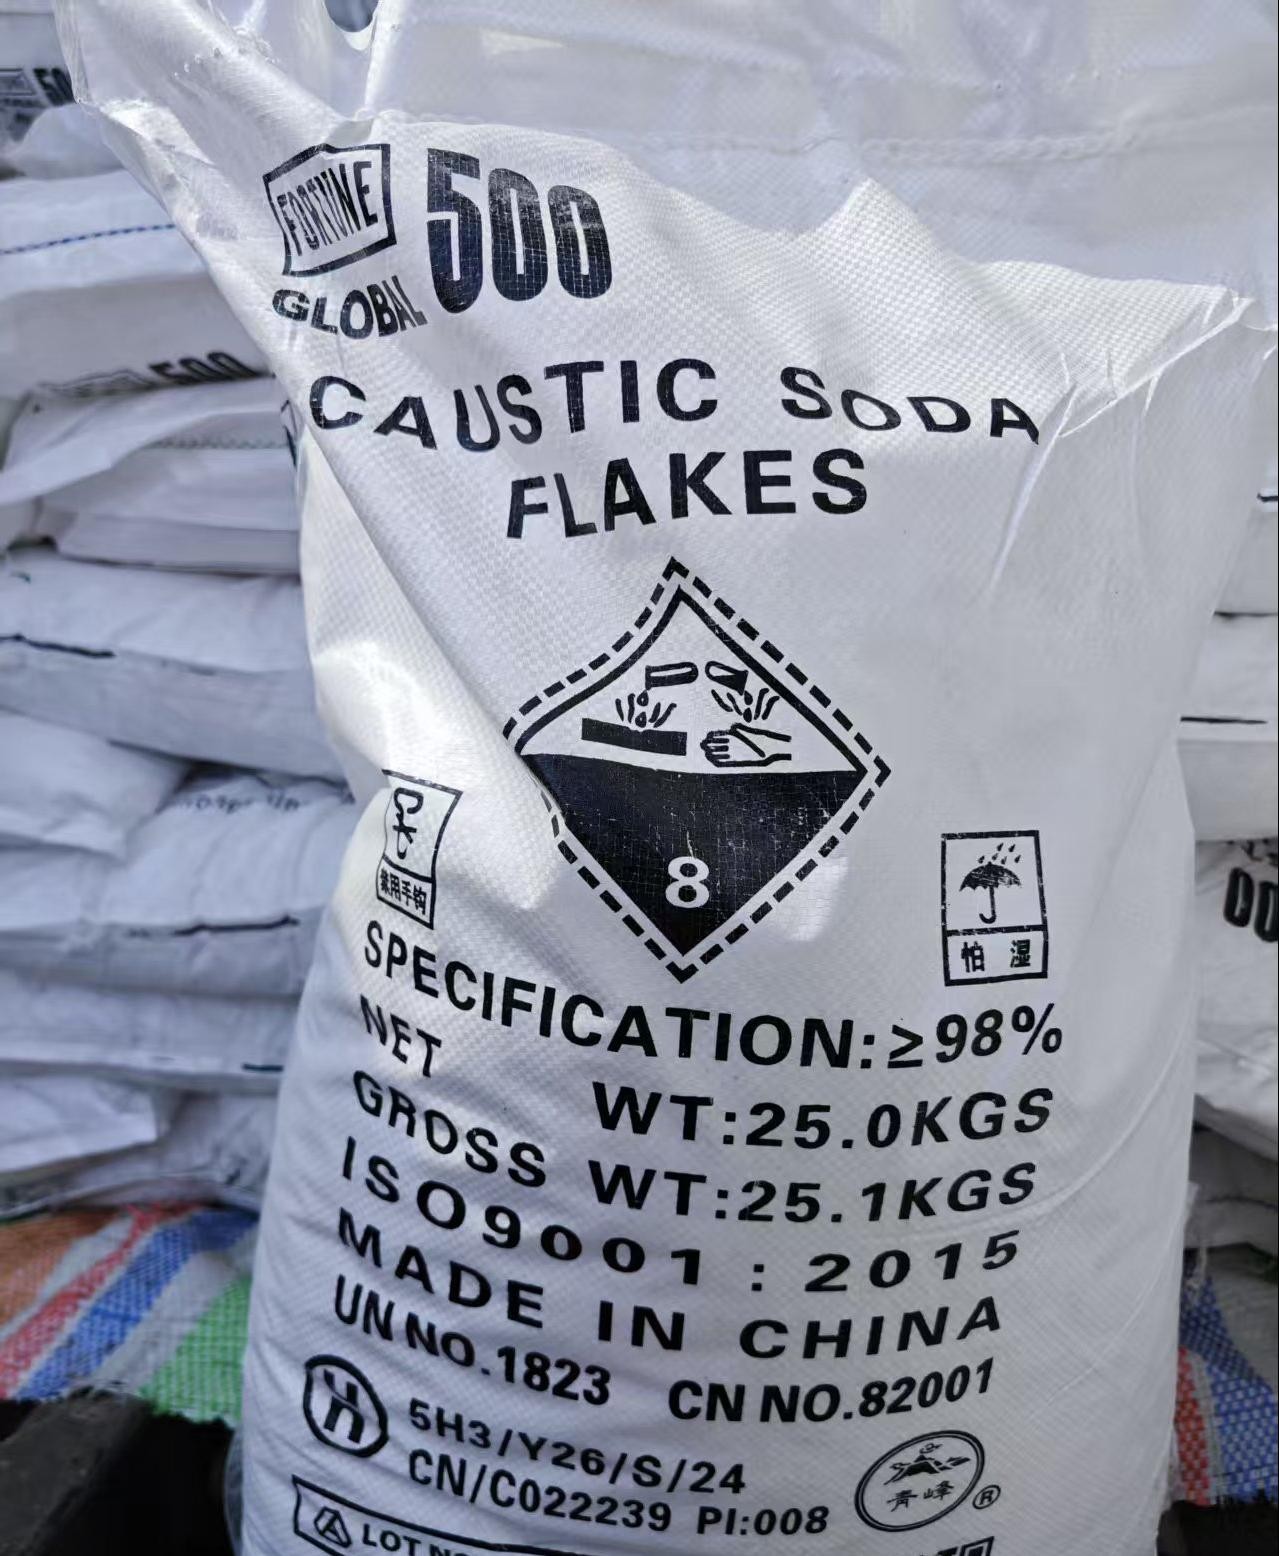 FORTUNE
GLOBAL 500
CAUSTIC SODA
FLAKES
8
禁用手钩
怕 湿
SPECIFICATION:≥98%
NET WT:25.0KGS
GROSS WT:25.1KGS
ISO9001:2015
MADE IN CHINA
UN NO.1823 CN NO.82001
un
5H3/Y26/S/24
CN/C022239 PI:008
青峰 ®
LOT NO
500